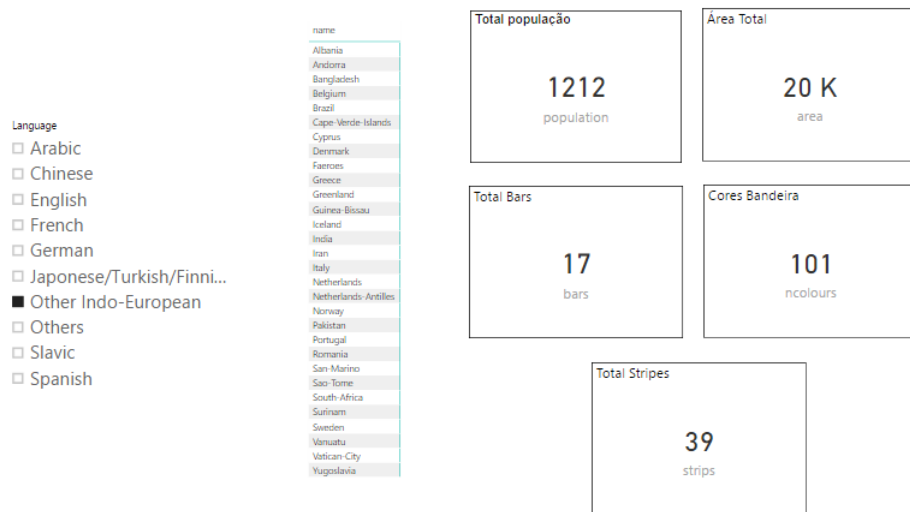 Language
Arabic
Chinese
English
French
German
Japonese/Turkish/Finni...
Other Indo-European
Others
Slavic
Spanish
name
Albania
Andorra
Bangladesh
Belgium
Brazil
Cape-Verde-Islands
Cyprus
Denmark
Faeroes
Greece
Greenland
Guinea-Bissau
Iceland
India
Iran
Italy
Netherlands
Netherlands-Antilles
Norway
Pakistan
Portugal
Romania
San-Marino
Sao-Tome
South-Africa
Surinam
Sweden
Vanuatu
Vatican-City
Yugoslavia
Total população
1212
population
Área Total
20 K
area
Total Bars
17
bars
Cores Bandeira
101
ncolours
Total Stripes
39
strips